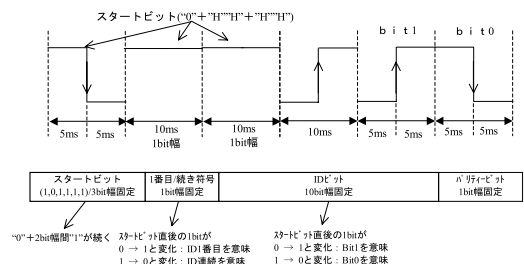 スタートビット(“0”＋”H””H”＋”H””H”)
ｂｉｔ1 ｂｉｔ0
5ms 5ms 10ms 10ms 10ms 5ms 5ms 5ms 5ms
1bit幅 1bit幅
スタートビット 1番目/続き符号 IDﾋﾞｯﾄ ﾊﾟﾘﾃｨｰﾋﾞｯﾄ
(1,0,1,1,1,1)/3bit幅固定 1bit幅固定 10bit幅固定 1bit幅固定
“0”+2bit幅間”1”が続く
ｽﾀｰﾄﾋﾞｯﾄ直後の1bitが
0 → 1と変化：ID1番目を意味
1 → 0と変化：ID連続を意味
ｽﾀｰﾄﾋﾞｯﾄ直後の1bitが
0 → 1と変化：Bit1を意味
1 → 0と変化：Bit0を意味